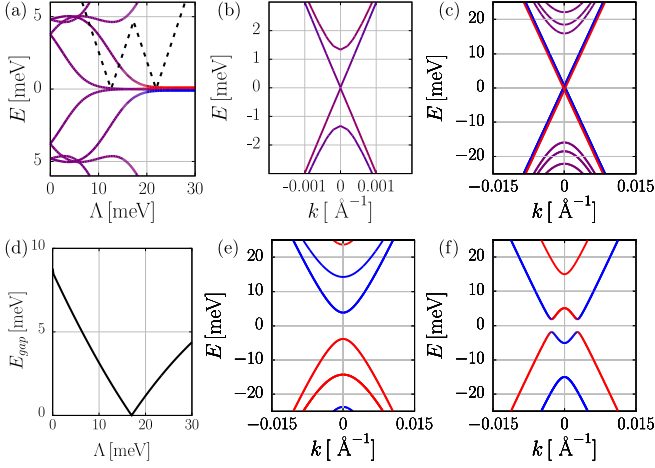 (a)
E [meV]
5
0
5
0 10 20 30
Λ [meV]
(b)
E [meV]
2
1
0
-1
-2
-0.001 0 0.001
k [Å⁻¹]
(c)
E [meV]
20
10
0
−10
−20
−0.015 0 0.015
k [ Å⁻¹]
(d)
E_gap [meV]
10
5
0
0 10 20 30
Λ [meV]
(e)
E [meV]
20
10
0
−10
−20
−0.015 0 0.015
k [ Å⁻¹]
(f)
E [meV]
20
10
0
−10
−20
−0.015 0 0.015
k [ Å⁻¹]